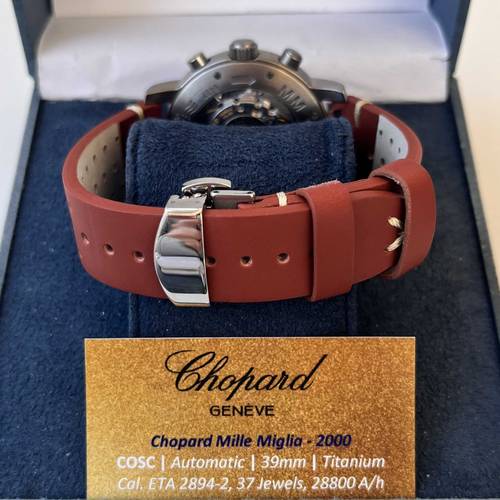 Chopard
GENÈVE
Chopard Mille Miglia - 2000
COSC | Automatic | 39mm | Titanium
Cal. ETA 2894-2, 37 Jewels, 28800 A/h